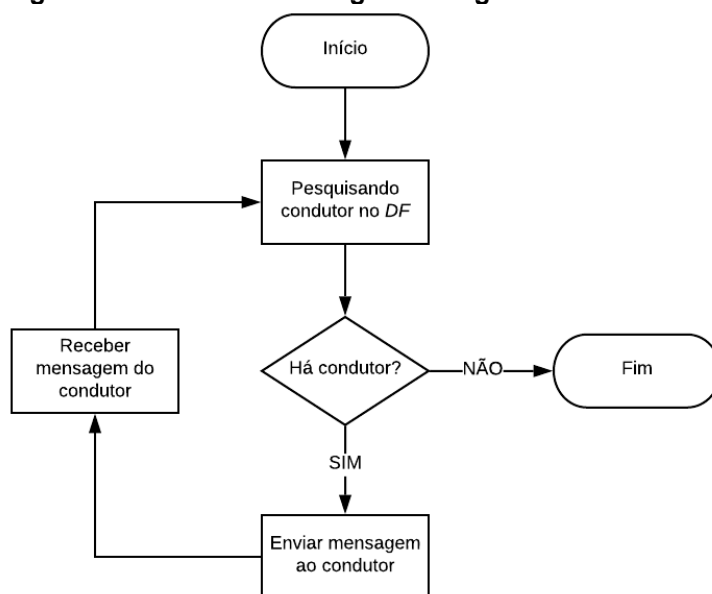 Início
Pesquisando
condutor no DF
Receber
mensagem do
condutor
Há condutor?
NÃO
Fim
SIM
Enviar mensagem
ao condutor